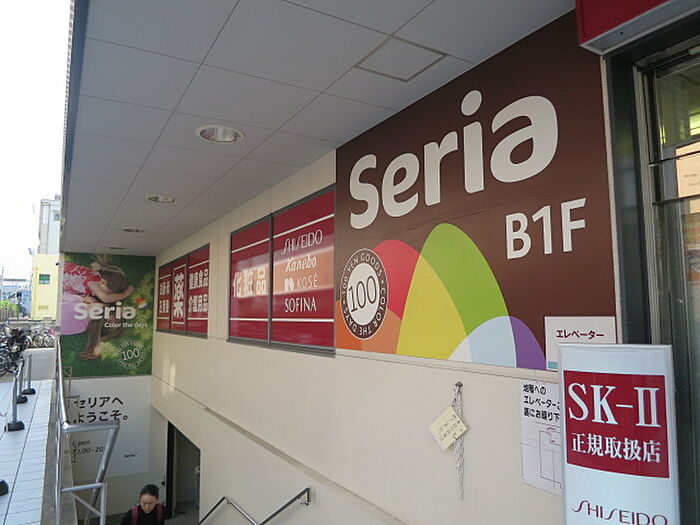 Seria
Color the days
100
セリアへ
ようこそ。
Seria
薬
化粧品
SHISEIDO
Kanebo
KOSÉ
SOFINA
Seria
B1F
100 YEN GOODS • COLOR THE DAYS •
100
エレベーター
SK-II
正規取扱店
SHISEIDO